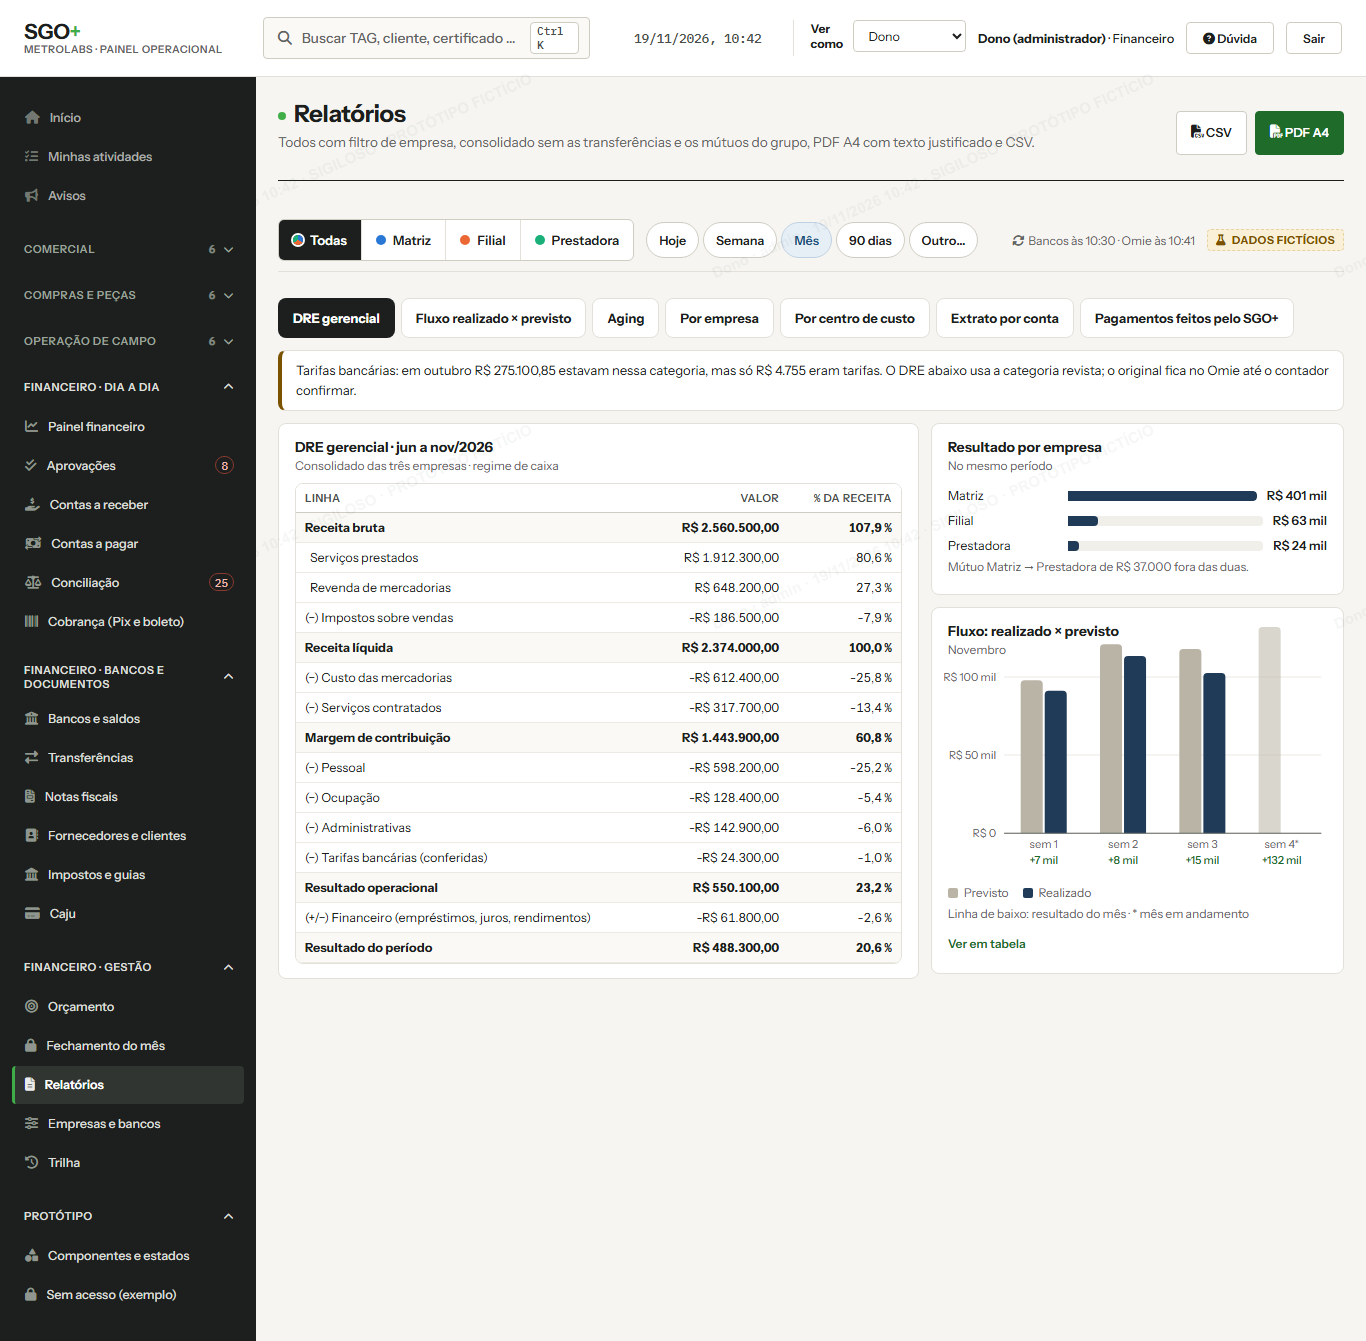 SGO+
METROLABS · PAINEL OPERACIONAL
Buscar TAG, cliente, certificado ...
Ctrl K
19/11/2026, 10:42
Ver como
Dono
Dono (administrador) · Financeiro
Dúvida
Sair
Início
Minhas atividades
Avisos
COMERCIAL 6
COMPRAS E PEÇAS 6
OPERAÇÃO DE CAMPO 6
FINANCEIRO · DIA A DIA
Painel financeiro
Aprovações 8
Contas a receber
Contas a pagar
Conciliação 25
Cobrança (Pix e boleto)
FINANCEIRO · BANCOS E
DOCUMENTOS
Bancos e saldos
Transferências
Notas fiscais
Fornecedores e clientes
Impostos e guias
Caju
FINANCEIRO · GESTÃO
Orçamento
Fechamento do mês
Relatórios
Empresas e bancos
Trilha
PROTÓTIPO
Componentes e estados
Sem acesso (exemplo)
Relatórios
Todos com filtro de empresa, consolidado sem as transferências e os mútuos do grupo, PDF A4 com texto justificado e CSV.
CSV
PDF A4
Todas Matriz Filial Prestadora
Hoje Semana Mês 90 dias Outro...
Bancos às 10:30 · Omie às 10:41
DADOS FICTÍCIOS
DRE gerencial
Fluxo realizado × previsto
Aging
Por empresa
Por centro de custo
Extrato por conta
Pagamentos feitos pelo SGO+
Tarifas bancárias: em outubro R$ 275.100,85 estavam nessa categoria, mas só R$ 4.755 eram tarifas. O DRE abaixo usa a categoria revista; o original fica no Omie até o contador
confirmar.
DRE gerencial · jun a nov/2026
Consolidado das três empresas · regime de caixa
LINHA VALOR % DA RECEITA
Receita bruta R$ 2.560.500,00 107,9 %
Serviços prestados R$ 1.912.300,00 80,6 %
Revenda de mercadorias R$ 648.200,00 27,3 %
(−) Impostos sobre vendas -R$ 186.500,00 -7,9 %
Receita líquida R$ 2.374.000,00 100,0 %
(−) Custo das mercadorias -R$ 612.400,00 -25,8 %
(−) Serviços contratados -R$ 317.700,00 -13,4 %
Margem de contribuição R$ 1.443.900,00 60,8 %
(−) Pessoal -R$ 598.200,00 -25,2 %
(−) Ocupação -R$ 128.400,00 -5,4 %
(−) Administrativas -R$ 142.900,00 -6,0 %
(−) Tarifas bancárias (conferidas) -R$ 24.300,00 -1,0 %
Resultado operacional R$ 550.100,00 23,2 %
(+/−) Financeiro (empréstimos, juros, rendimentos) -R$ 61.800,00 -2,6 %
Resultado do período R$ 488.300,00 20,6 %
Resultado por empresa
No mesmo período
Matriz R$ 401 mil
Filial R$ 63 mil
Prestadora R$ 24 mil
Mútuo Matriz → Prestadora de R$ 37.000 fora das duas.
Fluxo: realizado × previsto
Novembro
R$ 100 mil
R$ 50 mil
R$ 0
sem 1 sem 2 sem 3 sem 4*
+7 mil +8 mil +15 mil +132 mil
Previsto Realizado
Linha de baixo: resultado do mês · * mês em andamento
Ver em tabela